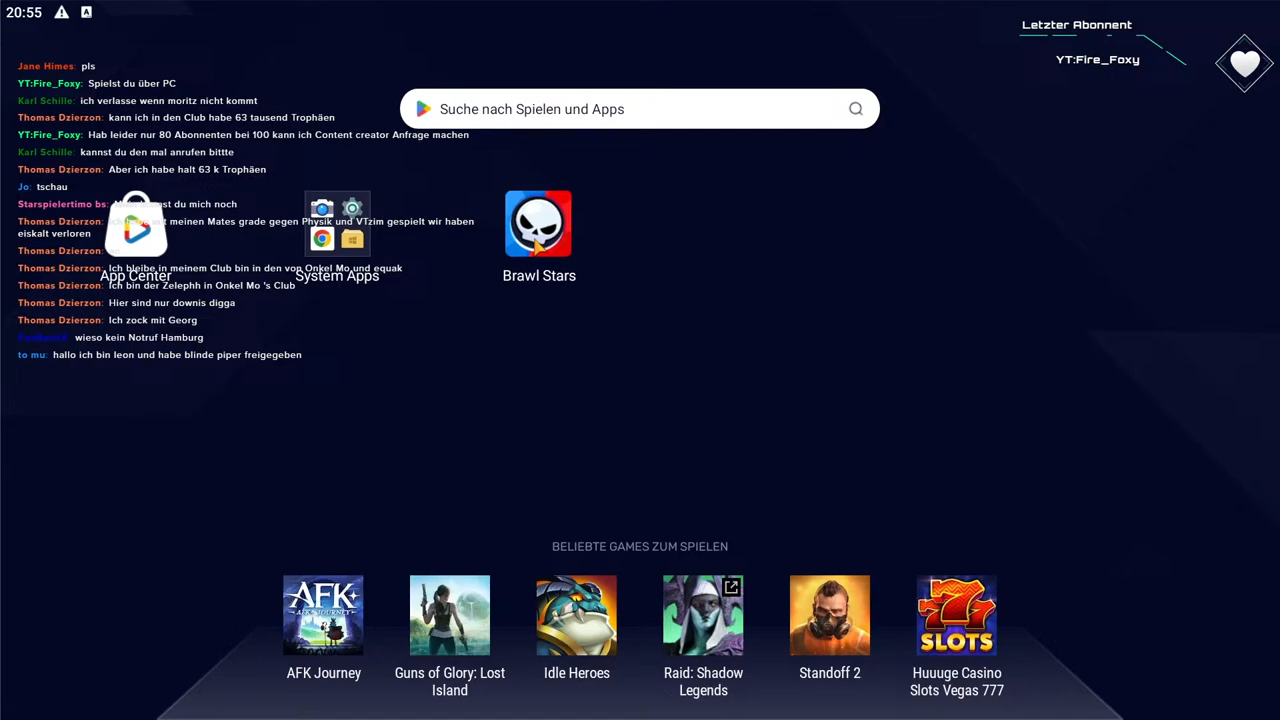 20:55
Letzter Abonnent
YT:Fire_Foxy
Jane Himes: pls
YT:Fire_Foxy: Spielst du über PC
Karl Schille: ich verlasse wenn moritz nicht kommt
Thomas Dzierzon: kann ich in den Club habe 63 tausend Trophäen
YT:Fire_Foxy: Hab leider nur 80 Abonnenten bei 100 kann ich Content creator Anfrage machen
Karl Schille: kannst du den mal anrufen bittte
Thomas Dzierzon: Aber ich habe halt 63 k Trophäen
Jo: tschau
Starspielertimo bs: du mich noch
Thomas Dzierzon: meinen Mates grade gegen Physik und VTzim gespielt wir haben
eiskalt verloren
Thomas Dzierzon:
Thomas Dzierzon: Ich bleibe in meinem Club bin in den von Onkel Mo und equak
Thomas Dzierzon: Ich bin der Zelephh in Onkel Mo 's Club
Thomas Dzierzon: Hier sind nur downis digga
Thomas Dzierzon: Ich zock mit Georg
wieso kein Notruf Hamburg
to mu: hallo ich bin leon und habe blinde piper freigegeben
Suche nach Spielen und Apps
App Center
System Apps
Brawl Stars
BELIEBTE GAMES ZUM SPIELEN
AFK
AFK JOURNEY
777
SLOTS
AFK Journey
Guns of Glory: Lost
Island
Idle Heroes
Raid: Shadow
Legends
Standoff 2
Huuuge Casino
Slots Vegas 777